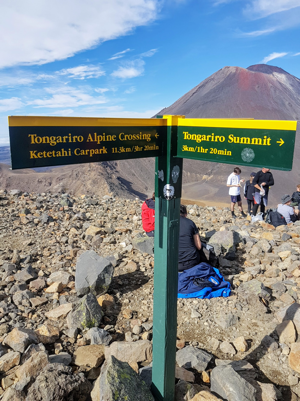 Tongariro Alpine Crossing →
Ketetahi Carpark 11.3km/3hr 20min
Tongariro Summit →
3km/1hr 20min